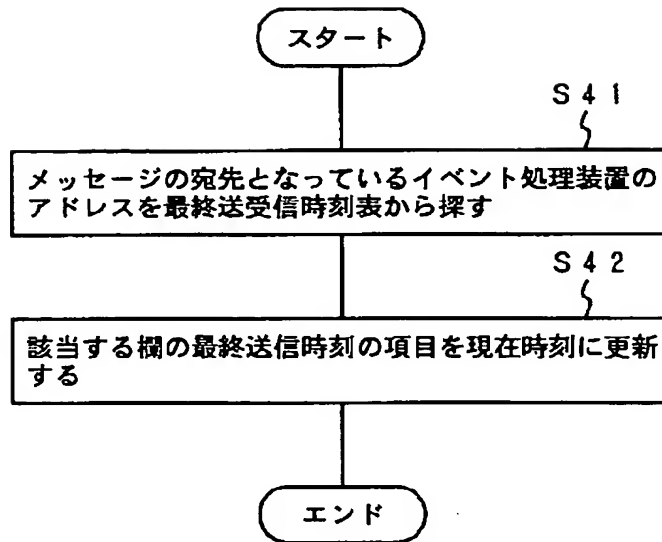 スタート
S41
メッセージの宛先となっているイベント処理装置の
アドレスを最終送受信時刻表から探す
S42
該当する欄の最終送信時刻の項目を現在時刻に更新
する
エンド